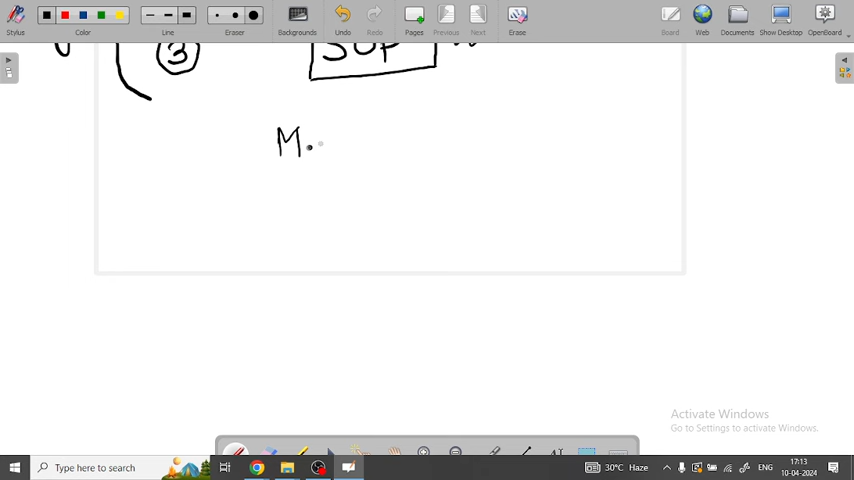 Stylus Color Line Eraser Backgrounds Undo Redo Pages Previous Next Erase Board Web Documents Show Desktop OpenBoard
3 SOP
M.
Activate Windows
Go to Settings to activate Windows.
Type here to search 30°C Haze ENG 17:13
10-04-2024